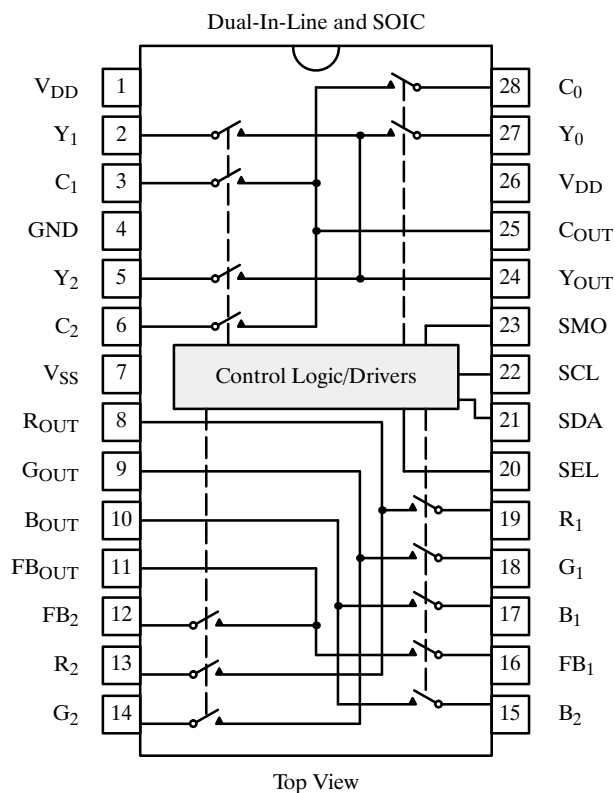 Dual-In-Line and SOIC
V_DD 1 28 C_0
Y_1 2 27 Y_0
C_1 3 26 V_DD
GND 4 25 C_OUT
Y_2 5 24 Y_OUT
C_2 6 23 SMO
V_SS 7 Control Logic/Drivers 22 SCL
R_OUT 8 21 SDA
G_OUT 9 20 SEL
B_OUT 10 19 R_1
FB_OUT 11 18 G_1
FB_2 12 17 B_1
R_2 13 16 FB_1
G_2 14 15 B_2
Top View